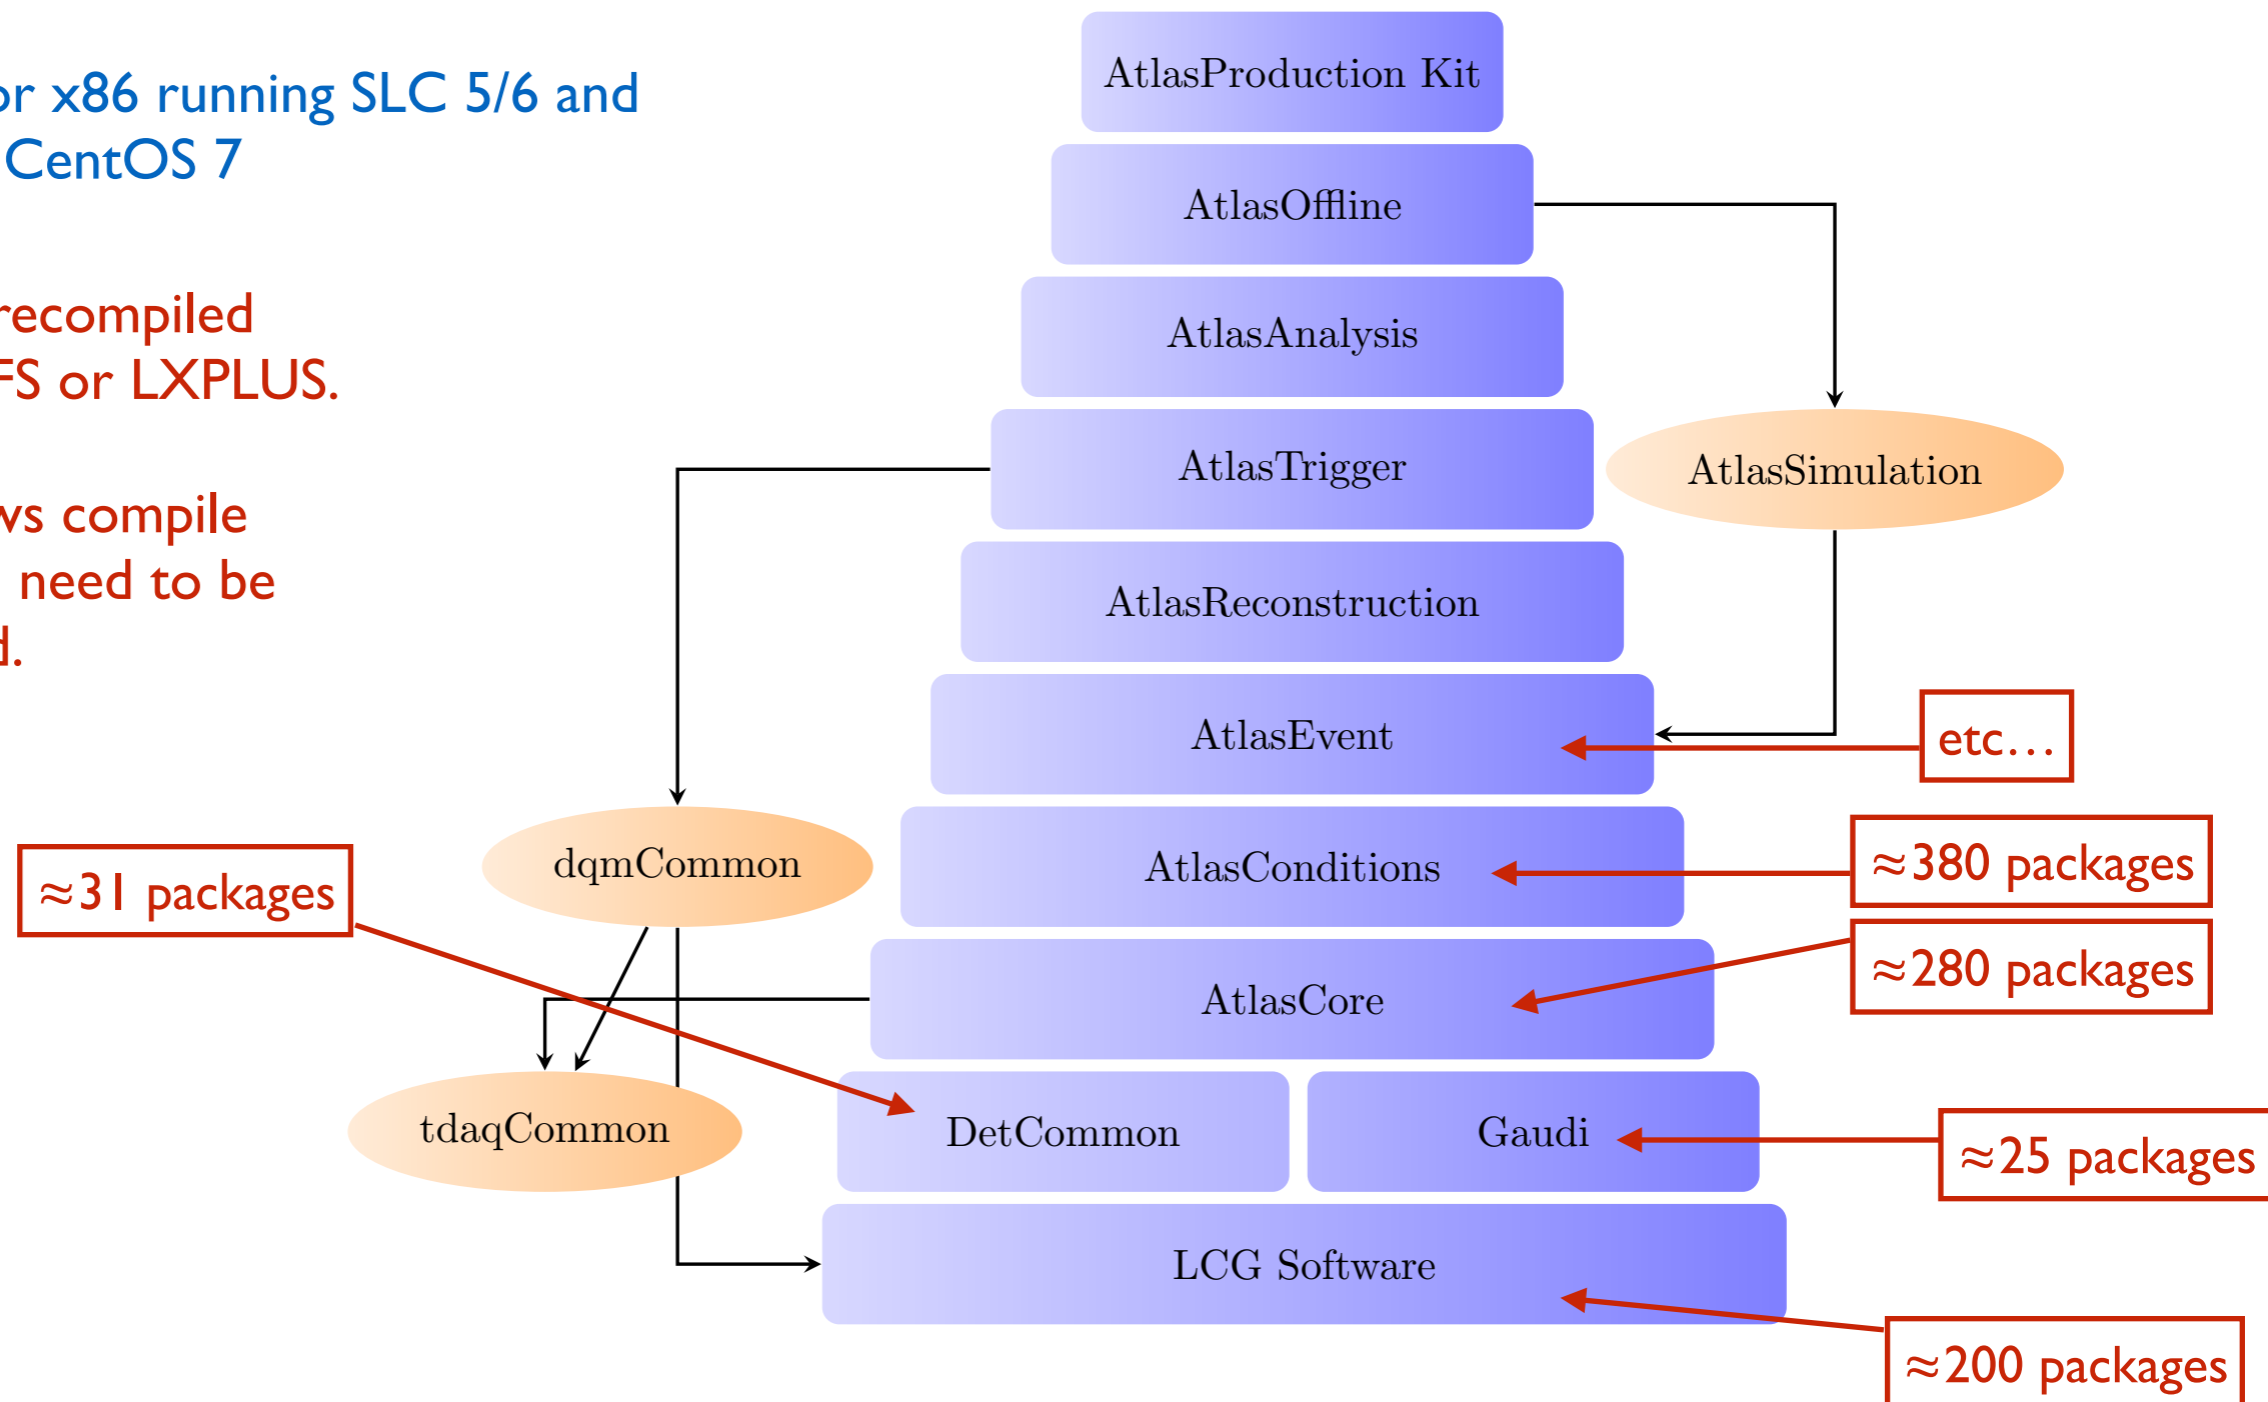 or x86 running SLC 5/6 and
CentOS 7
recompiled
FS or LXPLUS.
ws compile
need to be
d.
AtlasProduction Kit
AtlasOffline
AtlasAnalysis
AtlasTrigger
AtlasSimulation
AtlasReconstruction
AtlasEvent
etc...
dqmCommon
AtlasConditions
≈380 packages
≈31 packages
≈280 packages
AtlasCore
tdaqCommon
DetCommon
Gaudi
≈25 packages
LCG Software
≈200 packages